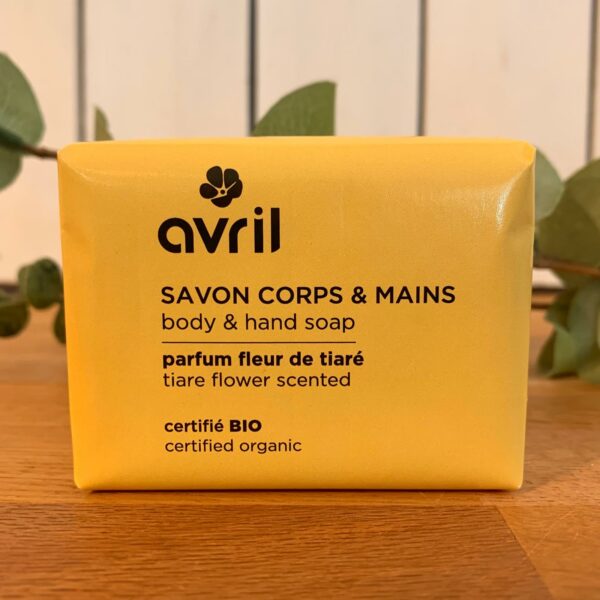 avril
SAVON CORPS & MAINS
body & hand soap
parfum fleur de tiaré
tiare flower scented
certifié BIO
certified organic